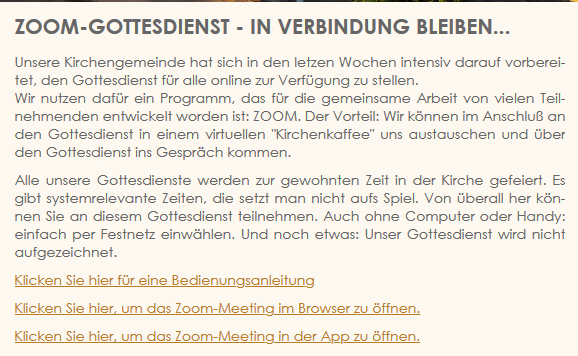 ZOOM-GOTTESDIENST - IN VERBINDUNG BLEIBEN...
Unsere Kirchengemeinde hat sich in den letzen Wochen intensiv darauf vorberei-
tet, den Gottesdienst für alle online zur Verfügung zu stellen.
Wir nutzen dafür ein Programm, das für die gemeinsame Arbeit von vielen Teil-
nehmenden entwickelt worden ist: ZOOM. Der Vorteil: Wir können im Anschluß an
den Gottesdienst in einem virtuellen "Kirchenkaffee" uns austauschen und über
den Gottesdienst ins Gespräch kommen.
Alle unsere Gottesdienste werden zur gewohnten Zeit in der Kirche gefeiert. Es
gibt systemrelevante Zeiten, die setzt man nicht aufs Spiel. Von überall her kön-
nen Sie an diesem Gottesdienst teilnehmen. Auch ohne Computer oder Handy:
einfach per Festnetz einwählen. Und noch etwas: Unser Gottesdienst wird nicht
aufgezeichnet.
Klicken Sie hier für eine Bedienungsanleitung
Klicken Sie hier, um das Zoom-Meeting im Browser zu öffnen.
Klicken Sie hier, um das Zoom-Meeting in der App zu öffnen.